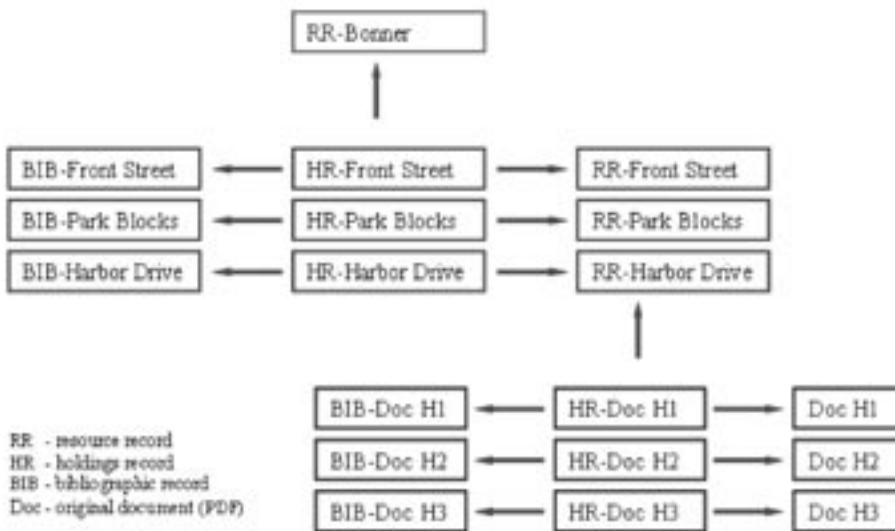 RR-Bonner
BIB-Front Street HR-Front Street RR-Front Street
BIB-Park Blocks HR-Park Blocks RR-Park Blocks
BIB-Harbor Drive HR-Harbor Drive RR-Harbor Drive
BIB-Doc H1 HR-Doc H1 Doc H1
BIB-Doc H2 HR-Doc H2 Doc H2
BIB-Doc H3 HR-Doc H3 Doc H3
RR - resource record
HR - holdings record
BIB - bibliographic record
Doc - original document (PDF)